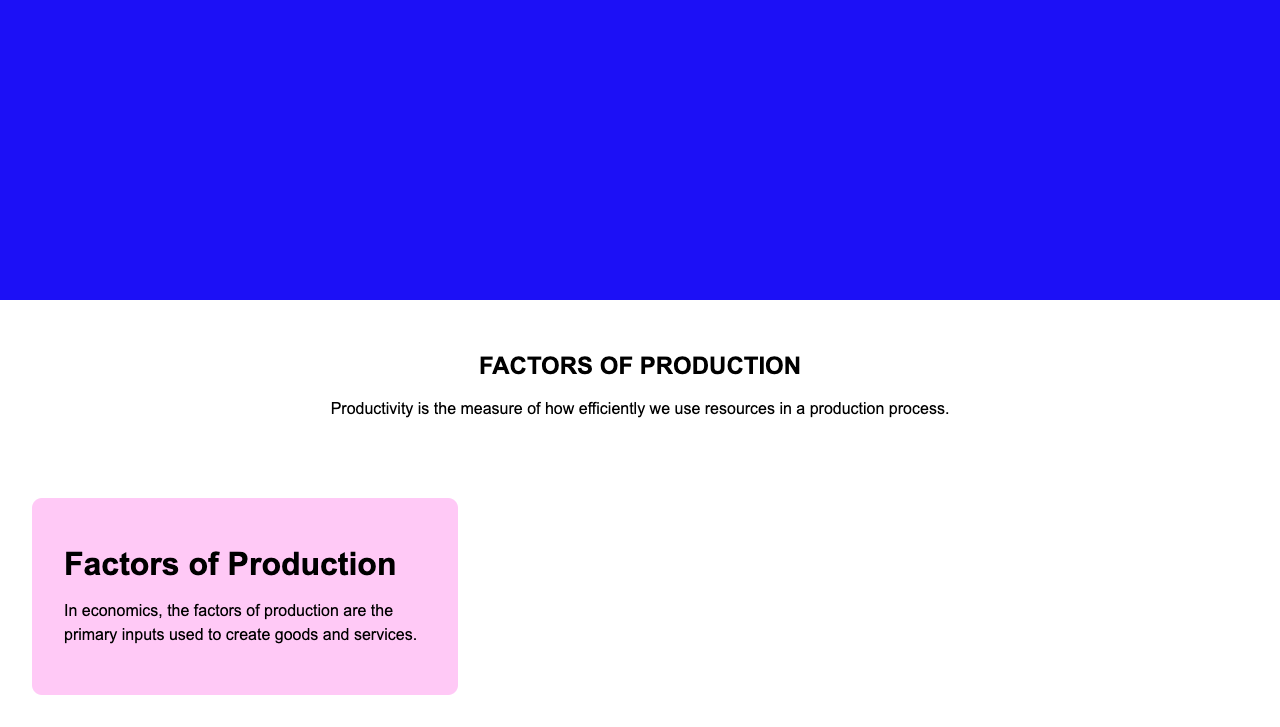 FACTORS OF PRODUCTION
Productivity is the measure of how efficiently we use resources in a production process.
Factors of Production
In economics, the factors of production are the
primary inputs used to create goods and services.